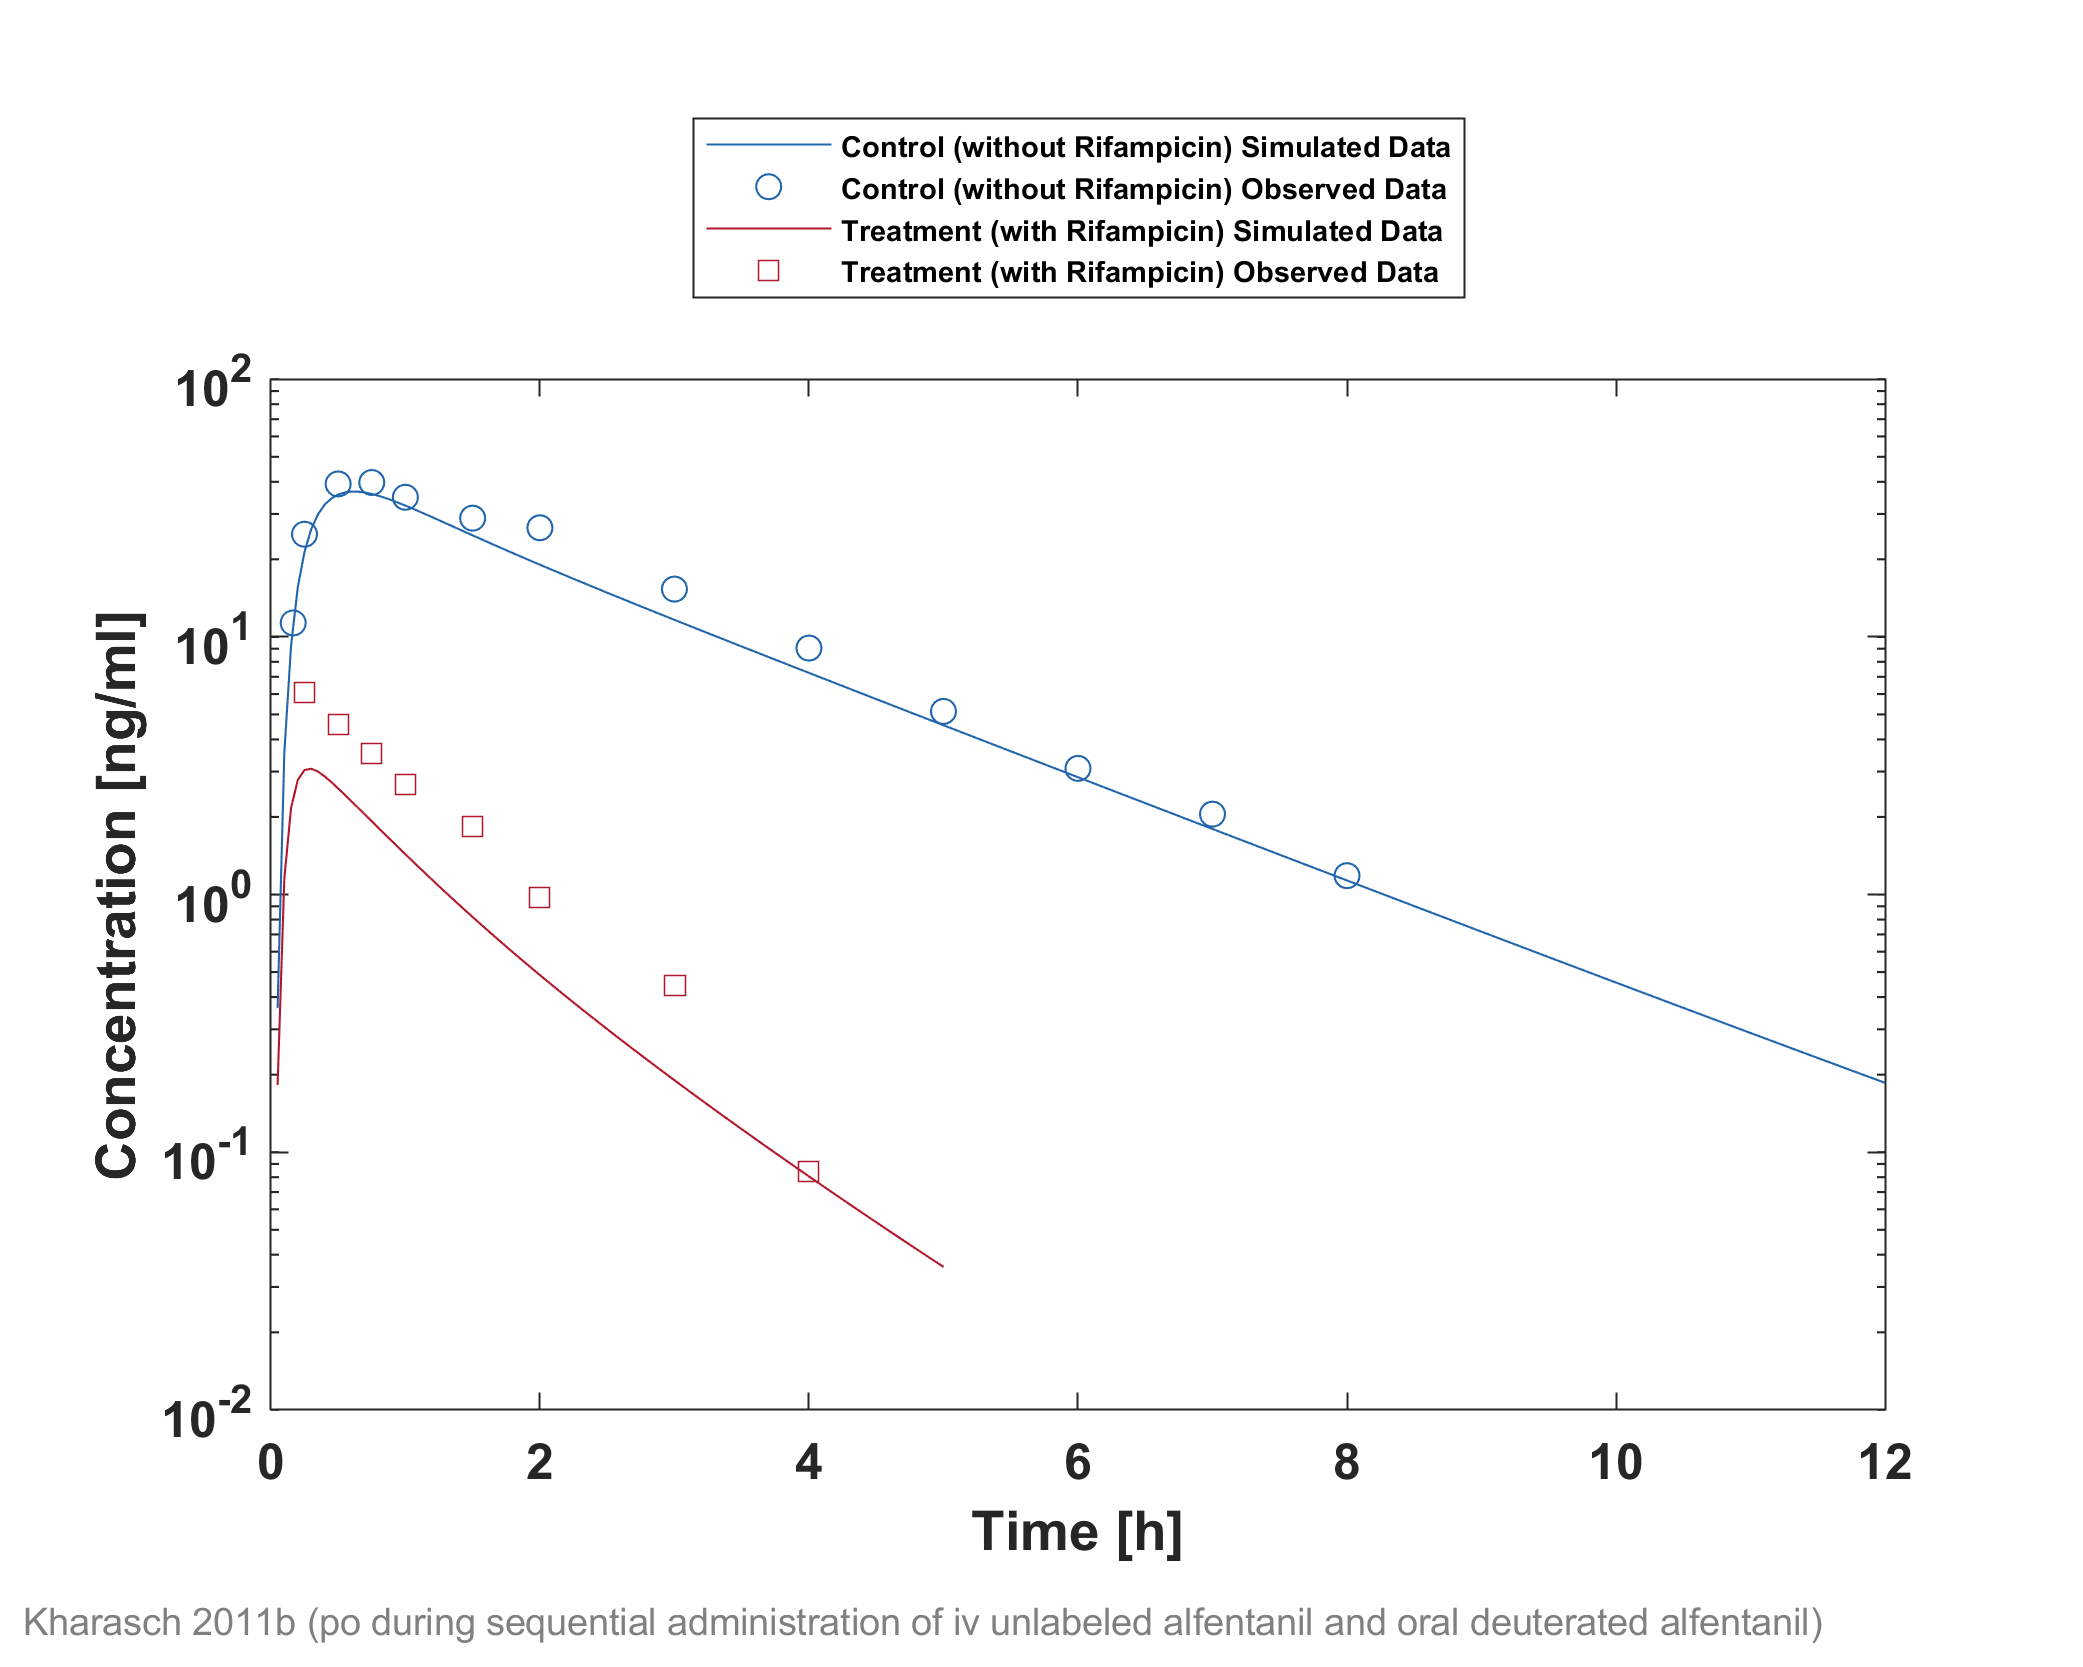 Control (without Rifampicin) Simulated Data
Control (without Rifampicin) Observed Data
Treatment (with Rifampicin) Simulated Data
Treatment (with Rifampicin) Observed Data
10^2
10^1
10^0
10^-1
10^-2
Concentration [ng/ml]
0 2 4 6 8 10 12
Time [h]
Kharasch 2011b (po during sequential administration of iv unlabeled alfentanil and oral deuterated alfentanil)